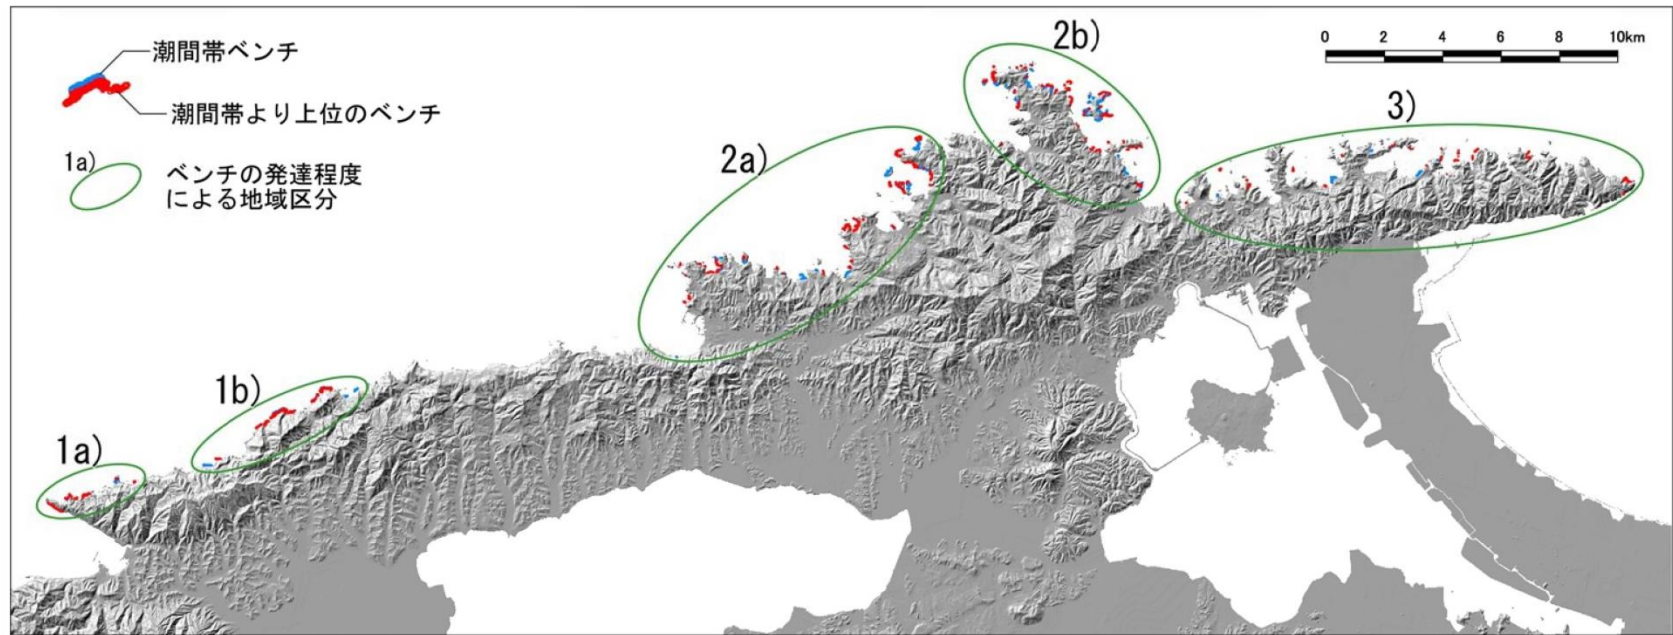 潮間帯ベンチ
潮間帯より上位のベンチ
1a)
ベンチの発達程度
による地域区分
1a)
1b)
2a)
2b)
3)
0 2 4 6 8 10km